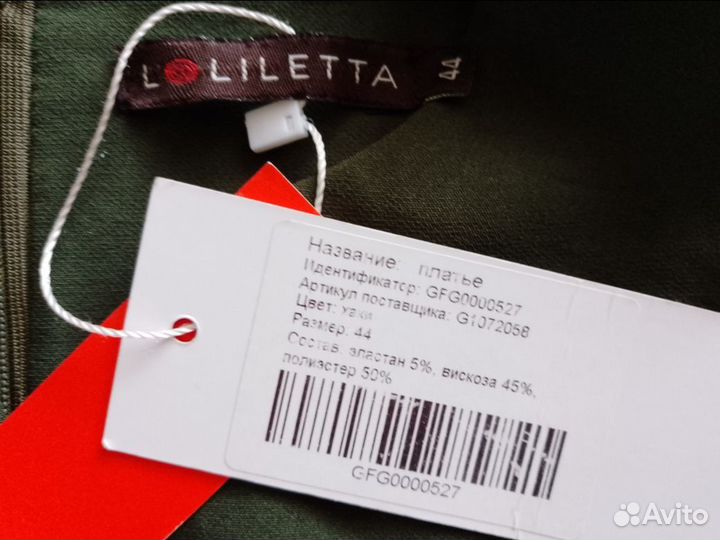 LOLILETTA 44
Название: платье
Идентификатор: GFG0000527
Артикул поставщика: G1072058
Цвет: хаки
Размер: 44
Состав: эластан 5%, вискоза 45%,
полиэстер 50%
GFG0000527
Avito